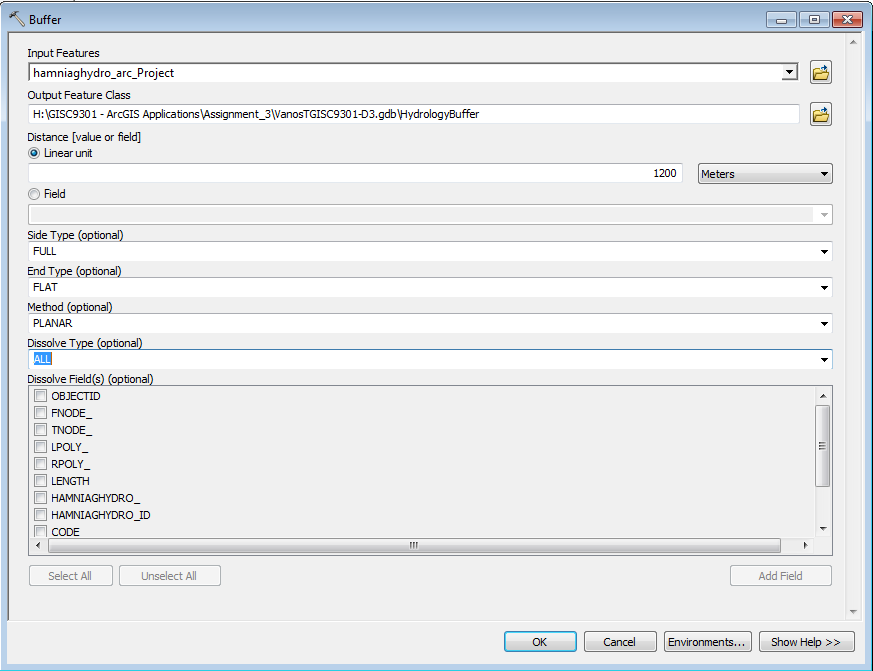 Buffer
Input Features
hamniaghydro_arc_Project
Output Feature Class
H:\GISC9301 - ArcGIS Applications\Assignment_3\VanosTGISC9301-D3.gdb\HydrologyBuffer
Distance [value or field]
Linear unit
1200 Meters
Field
Side Type (optional)
FULL
End Type (optional)
FLAT
Method (optional)
PLANAR
Dissolve Type (optional)
ALL
Dissolve Field(s) (optional)
OBJECTID
FNODE_
TNODE_
LPOLY_
RPOLY_
LENGTH
HAMNIAGHYDRO_
HAMNIAGHYDRO_ID
CODE
Select All Unselect All Add Field
OK Cancel Environments... Show Help >>